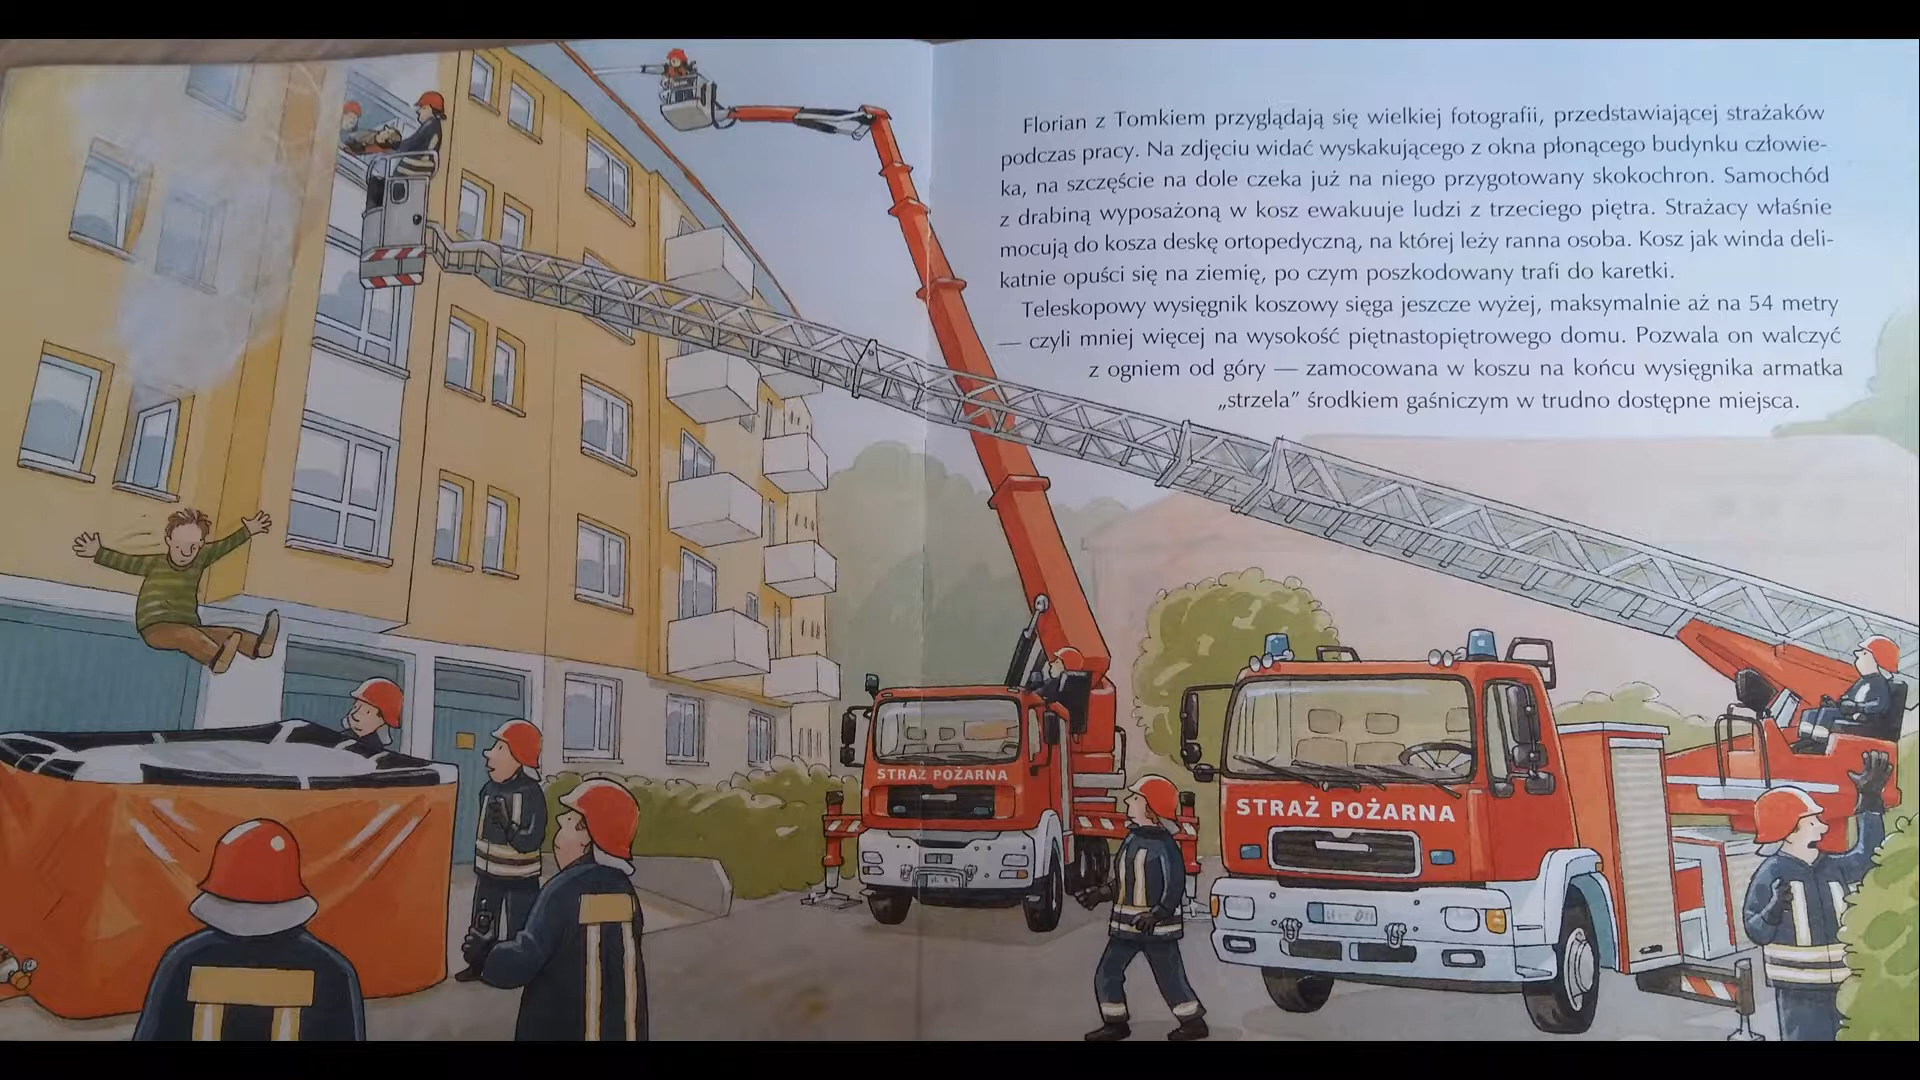 Florian z Tomkiem przyglądają się wielkiej fotografii, przedstawiającej strażaków
podczas pracy. Na zdjęciu widać wyskakującego z okna płonącego budynku człowie-
ka, na szczęście na dole czeka już na niego przygotowany skokochron. Samochód
z drabiną wyposażoną w kosz ewakuuje ludzi z trzeciego piętra. Strażacy właśnie
mocują do kosza deskę ortopedyczną, na której leży ranna osoba. Kosz jak winda deli-
katnie opuści się na ziemię, po czym poszkodowany trafi do karetki.
Teleskopowy wysięgnik koszowy sięga jeszcze wyżej, maksymalnie aż na 54 metry
— czyli mniej więcej na wysokość piętnastopiętrowego domu. Pozwala on walczyć
z ogniem od góry — zamocowana w koszu na końcu wysięgnika armatka
„strzela” środkiem gaśniczym w trudno dostępne miejsca.
STRAŻ POŻARNA
STRAŻ POŻARNA